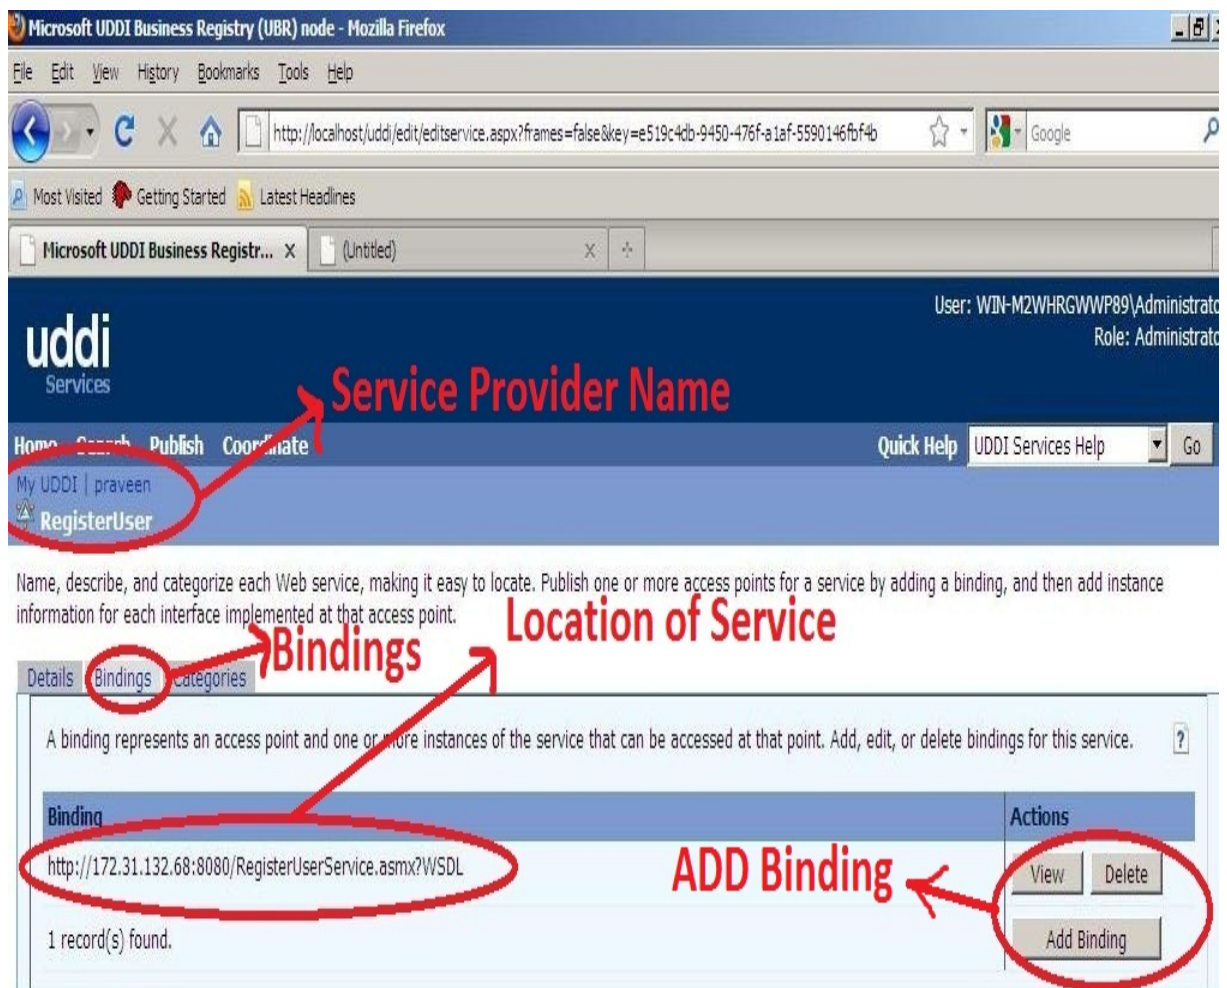 Microsoft UDDI Business Registry (UBR) node - Mozilla Firefox
File Edit View History Bookmarks Tools Help
http://localhost/uddi/edit/editservice.aspx?frames=false&key=e519c4db-9450-476f-a1af-5590146fbf4b
Google
Most Visited Getting Started Latest Headlines
Microsoft UDDI Business Registr... X (Untitled) X
User: WIN-M2WHRGWWP89\Administrato
Role: Administrato
uddi
Services
Service Provider Name
Home Search Publish Coordinate Quick Help UDDI Services Help Go
My UDDI | praveen
RegisterUser
Name, describe, and categorize each Web service, making it easy to locate. Publish one or more access points for a service by adding a binding, and then add instance
information for each interface implemented at that access point.
Location of Service
Bindings
Details Bindings Categories
A binding represents an access point and one or more instances of the service that can be accessed at that point. Add, edit, or delete bindings for this service. ?
Binding Actions
http://172.31.132.68:8080/RegisterUserService.asmx?WSDL View Delete
ADD Binding
1 record(s) found. Add Binding